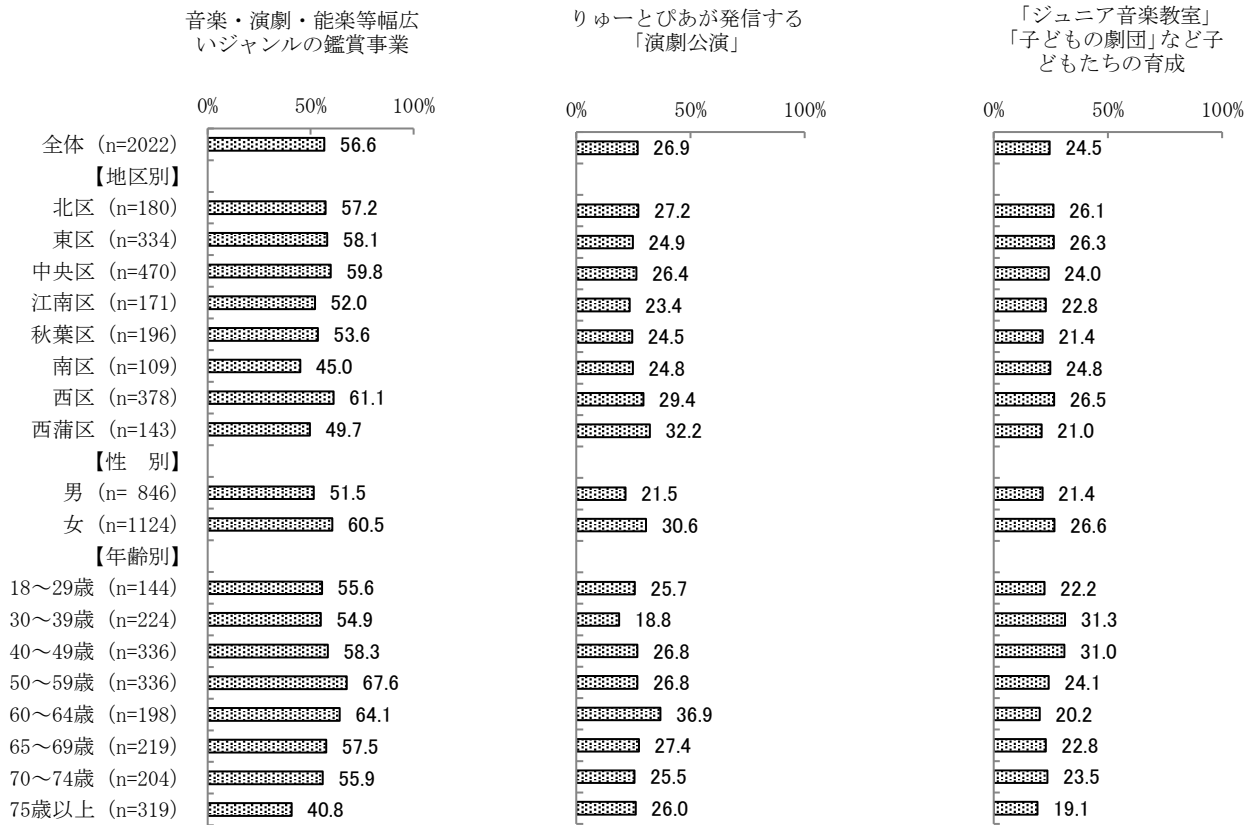 音楽・演劇・能楽等幅広
いジャンルの鑑賞事業
りゅーとぴあが発信する
「演劇公演」
「ジュニア音楽教室」
「子どもの劇団」など子
どもたちの育成
0% 50% 100% 0% 50% 100% 0% 50% 100%
全体 (n=2022) 56.6 26.9 24.5
【地区別】
北区 (n=180) 57.2 27.2 26.1
東区 (n=334) 58.1 24.9 26.3
中央区 (n=470) 59.8 26.4 24.0
江南区 (n=171) 52.0 23.4 22.8
秋葉区 (n=196) 53.6 24.5 21.4
南区 (n=109) 45.0 24.8 24.8
西区 (n=378) 61.1 29.4 26.5
西蒲区 (n=143) 49.7 32.2 21.0
【性　別】
男 (n= 846) 51.5 21.5 21.4
女 (n=1124) 60.5 30.6 26.6
【年齢別】
18～29歳 (n=144) 55.6 25.7 22.2
30～39歳 (n=224) 54.9 18.8 31.3
40～49歳 (n=336) 58.3 26.8 31.0
50～59歳 (n=336) 67.6 26.8 24.1
60～64歳 (n=198) 64.1 36.9 20.2
65～69歳 (n=219) 57.5 27.4 22.8
70～74歳 (n=204) 55.9 25.5 23.5
75歳以上 (n=319) 40.8 26.0 19.1